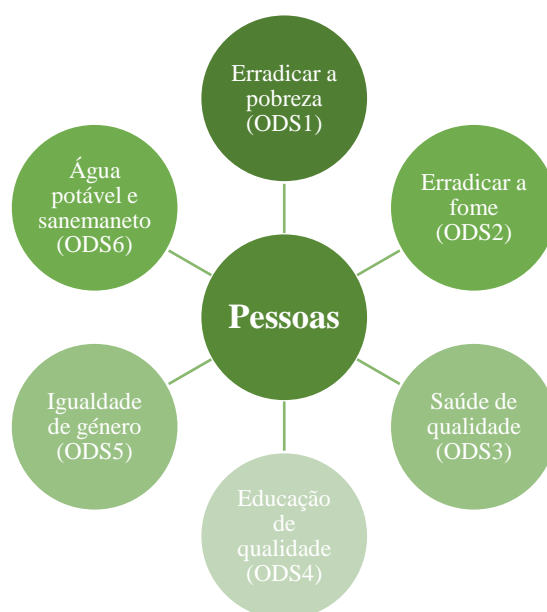 Erradicar a
pobreza
(ODS1)
Erradicar a
fome
(ODS2)
Saúde de
qualidade
(ODS3)
Educação
de
qualidade
(ODS4)
Igualdade
de género
(ODS5)
Água
potável e
sanemaneto
(ODS6)
Pessoas